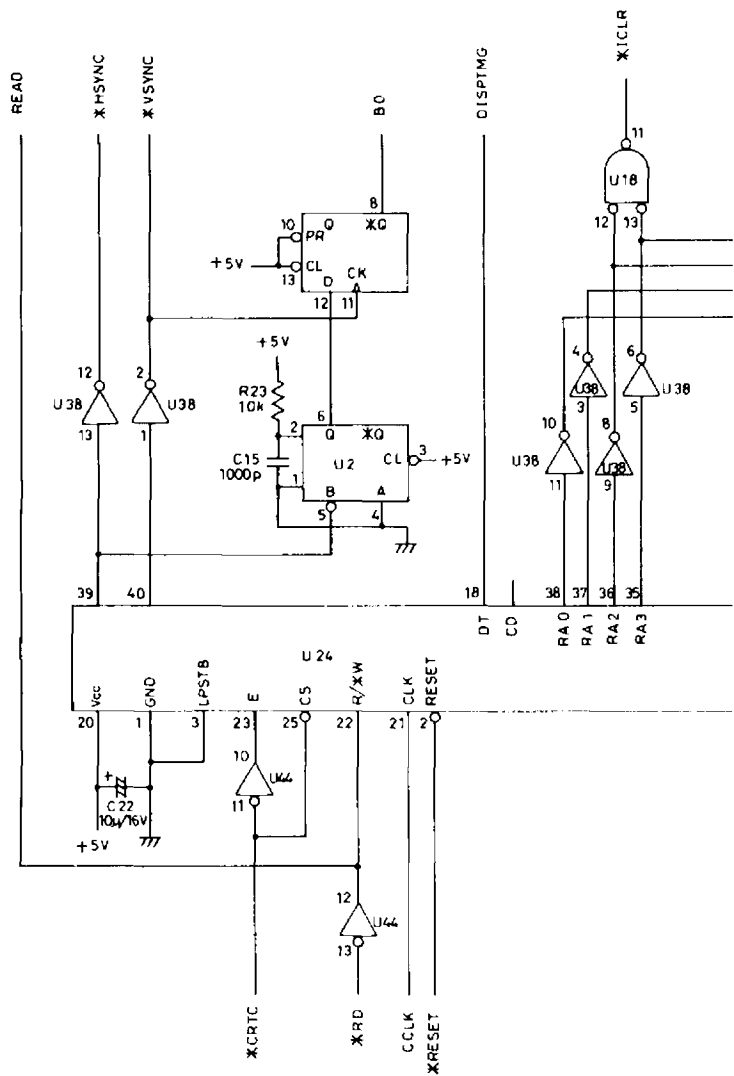 READ
*HSYNC
*VSYNC
BO
DISPTMG
*ICLR
11
U18
12 13
8
10 PR Q *Q
+5V
13 CL D CK
12 11
+5V
12 2
U38 U38
13 1
R23
10k
6
2 Q *Q
C15
1000p
U2 CL 3 +5V
1 B A
5 4
4 6
U38 U38
3 5
10 8
U38 U38
11 9
39 40 18 38 37 36 35
DT CD RA0 RA1 RA2 RA3
U24
Vcc GND LPSTB E CS R/*W CLK RESET
20 1 3 23 25 22 21 2
+
C22
10µ/16V
+5V
10
U44
11
12
U44
13
*CRTC
*RD
CCLK
*RESET